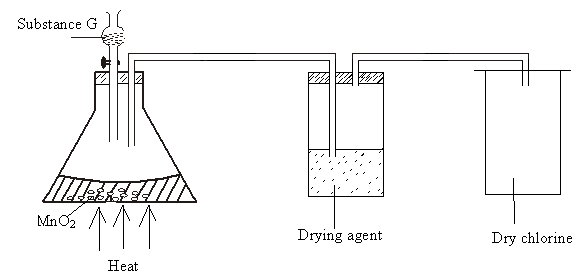 Substance G
MnO2
Heat
Drying agent
Dry chlorine